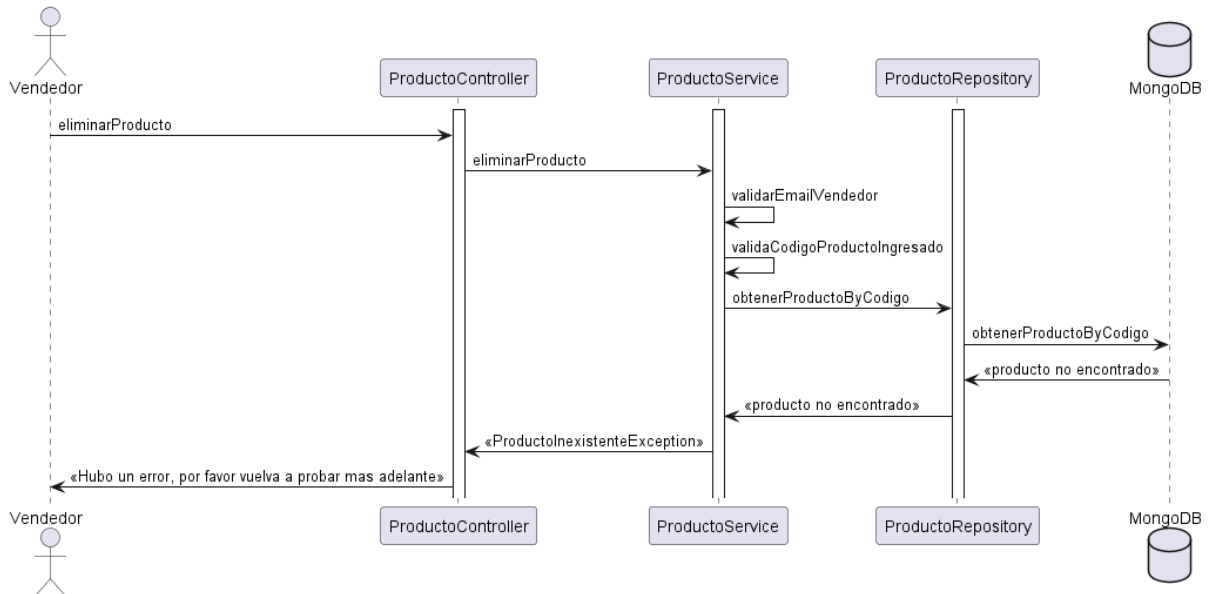 Vendedor
ProductoController
ProductoService
ProductoRepository
MongoDB
eliminarProducto
eliminarProducto
validarEmailVendedor
validaCodigoProductoIngresado
obtenerProductoByCodigo
obtenerProductoByCodigo
«producto no encontrado»
«producto no encontrado»
«ProductoInexistenteException»
«Hubo un error, por favor vuelva a probar mas adelante»
Vendedor
ProductoController
ProductoService
ProductoRepository
MongoDB